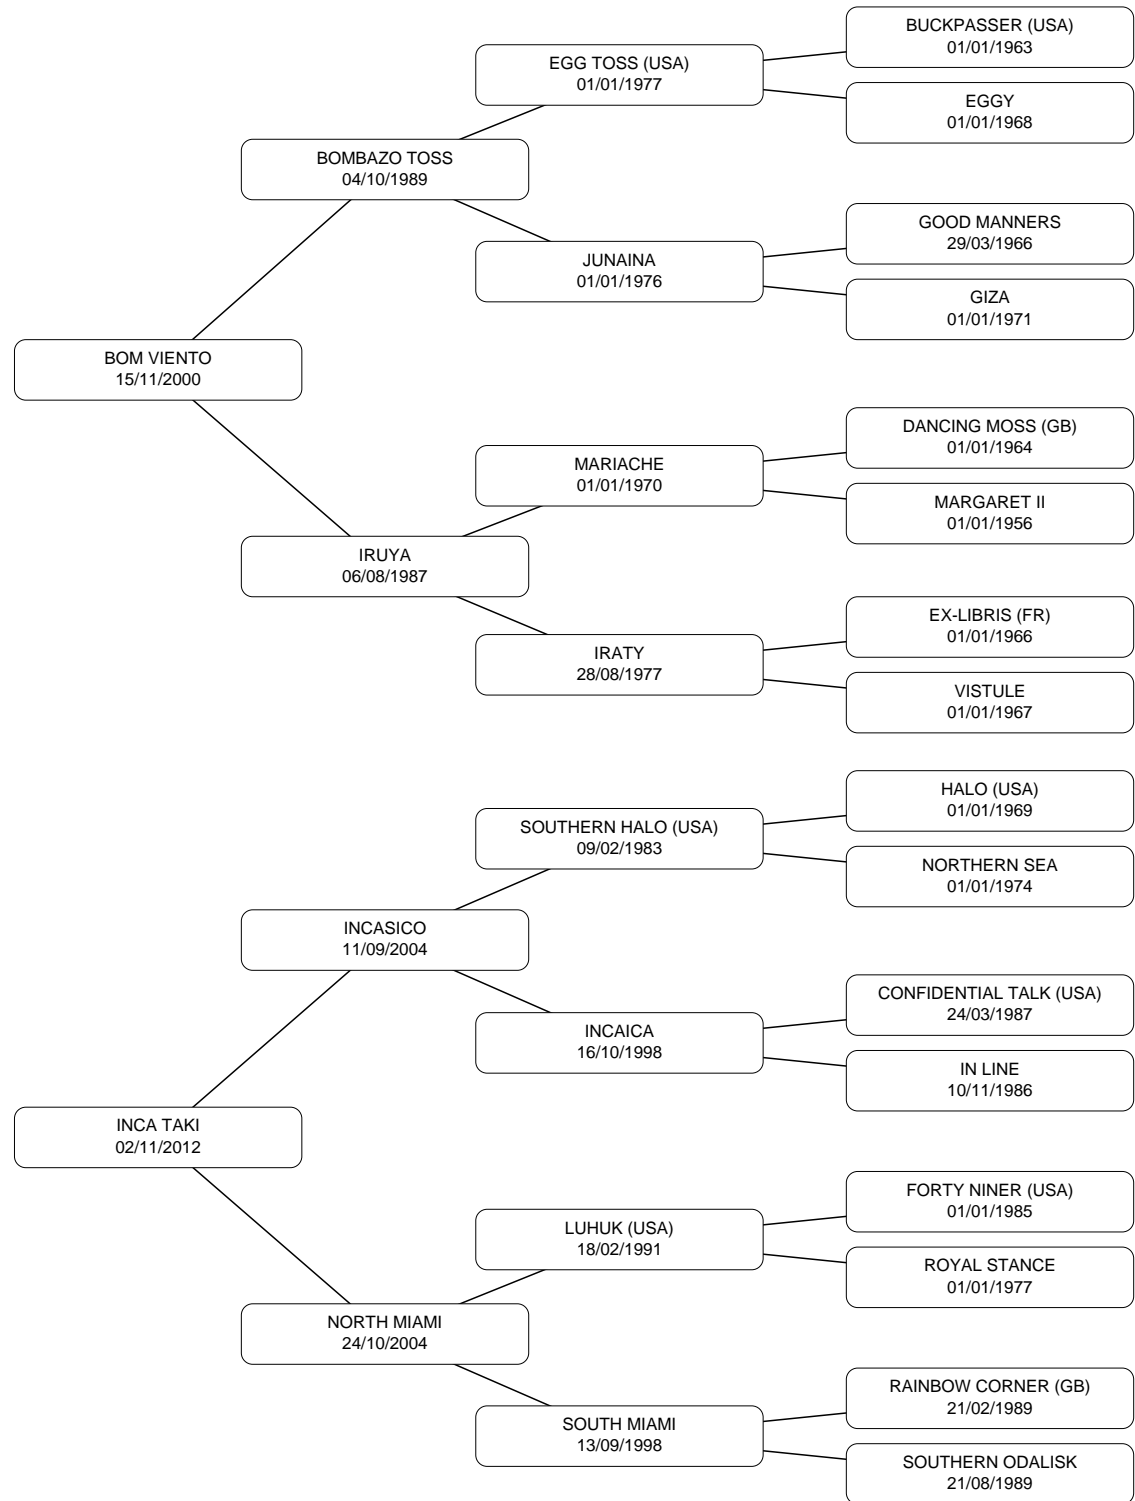 BUCKPASSER (USA)
01/01/1963
EGG TOSS (USA)
01/01/1977
EGGY
01/01/1968
BOMBAZO TOSS
04/10/1989
GOOD MANNERS
29/03/1966
JUNAINA
01/01/1976
GIZA
01/01/1971
BOM VIENTO
15/11/2000
DANCING MOSS (GB)
01/01/1964
MARIACHE
01/01/1970
MARGARET II
01/01/1956
IRUYA
06/08/1987
EX-LIBRIS (FR)
01/01/1966
IRATY
28/08/1977
VISTULE
01/01/1967
HALO (USA)
01/01/1969
SOUTHERN HALO (USA)
09/02/1983
NORTHERN SEA
01/01/1974
INCASICO
11/09/2004
CONFIDENTIAL TALK (USA)
24/03/1987
INCAICA
16/10/1998
IN LINE
10/11/1986
INCA TAKI
02/11/2012
FORTY NINER (USA)
01/01/1985
LUHUK (USA)
18/02/1991
ROYAL STANCE
01/01/1977
NORTH MIAMI
24/10/2004
RAINBOW CORNER (GB)
21/02/1989
SOUTH MIAMI
13/09/1998
SOUTHERN ODALISK
21/08/1989